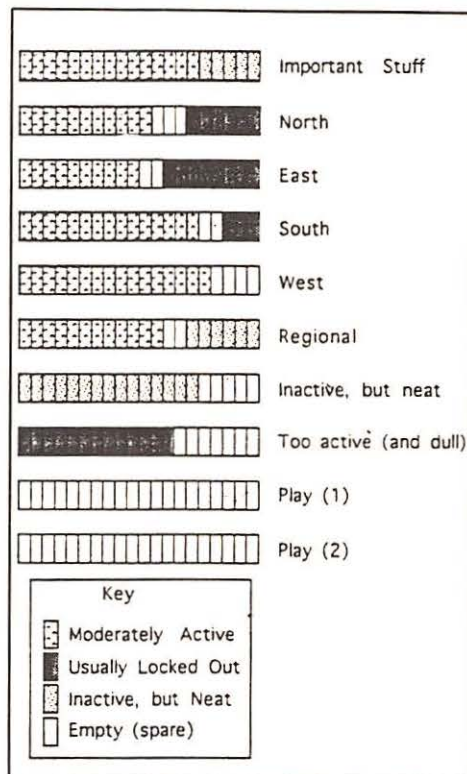 Important Stuff
North
East
South
West
Regional
Inactive, but neat
Too active (and dull)
Play (1)
Play (2)
Key
Moderately Active
Usually Locked Out
Inactive, but Neat
Empty (spare)